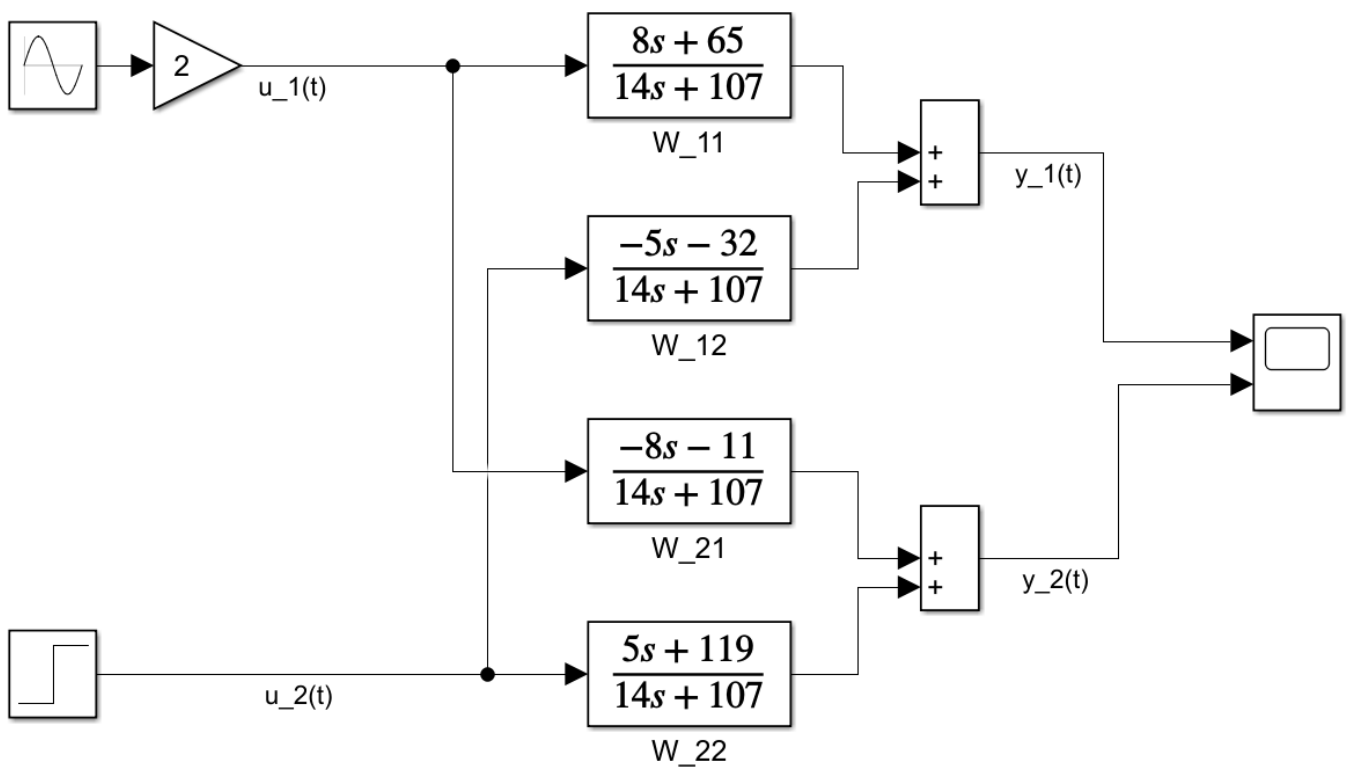 2
u_1(t)
8s + 65
14s + 107
W_11
+
+
y_1(t)
−5s − 32
14s + 107
W_12
−8s − 11
14s + 107
W_21
+
+
y_2(t)
5s + 119
14s + 107
W_22
u_2(t)